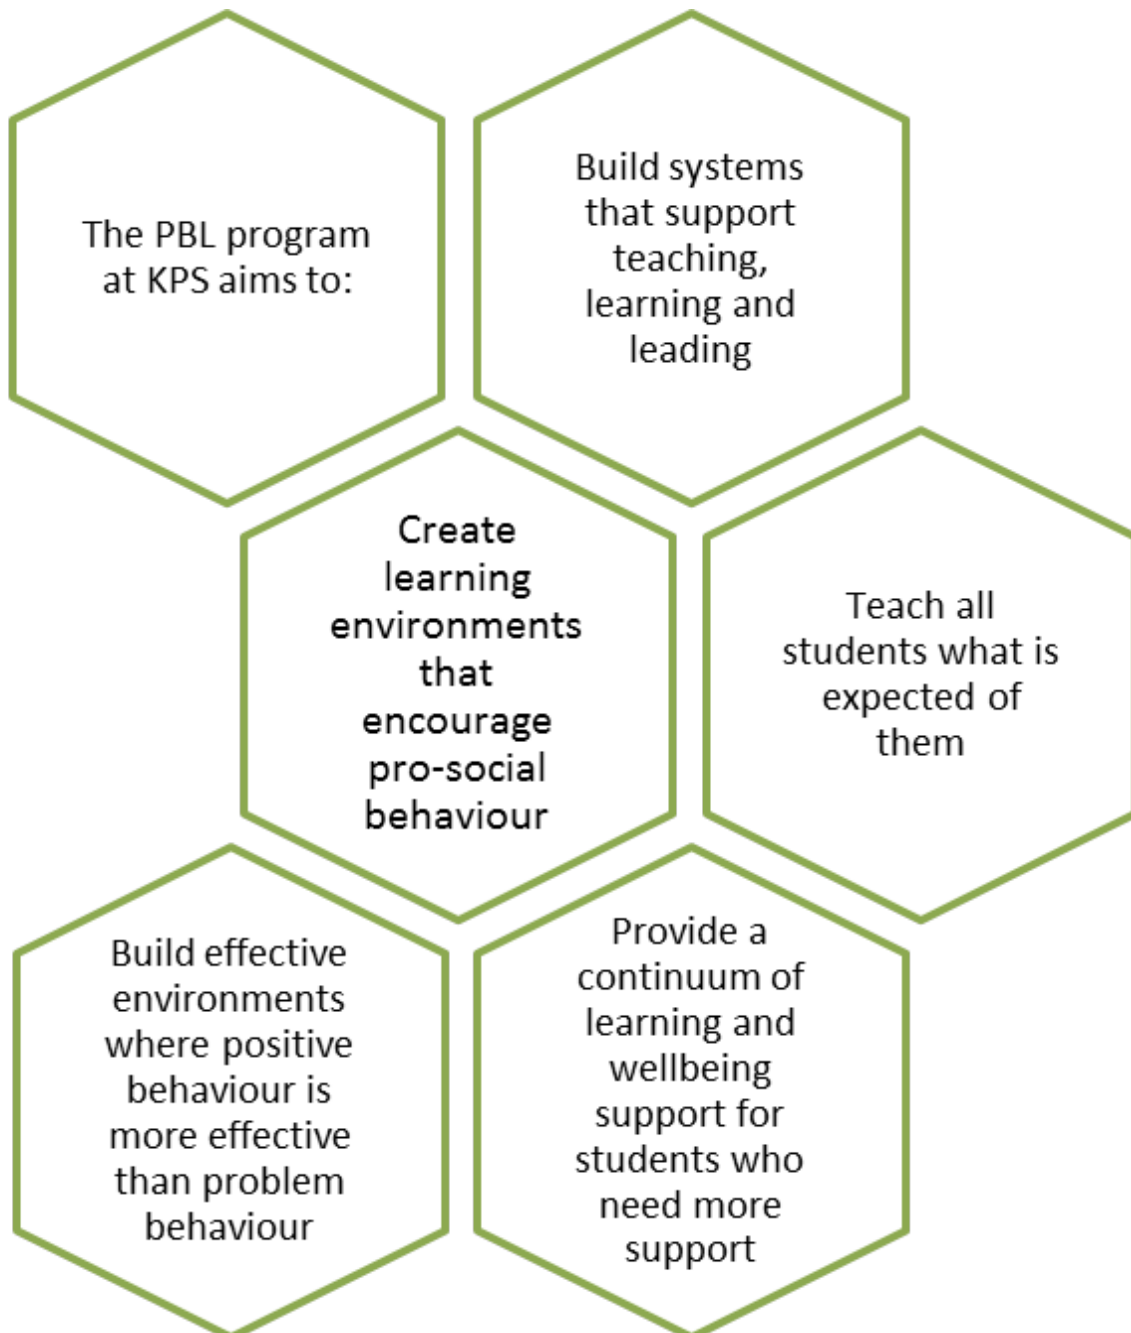 The PBL program
at KPS aims to:
Build systems
that support
teaching,
learning and
leading
Create
learning
environments
that
encourage
pro-social
behaviour
Teach all
students what is
expected of
them
Build effective
environments
where positive
behaviour is
more effective
than problem
behaviour
Provide a
continuum of
learning and
wellbeing
support for
students who
need more
support